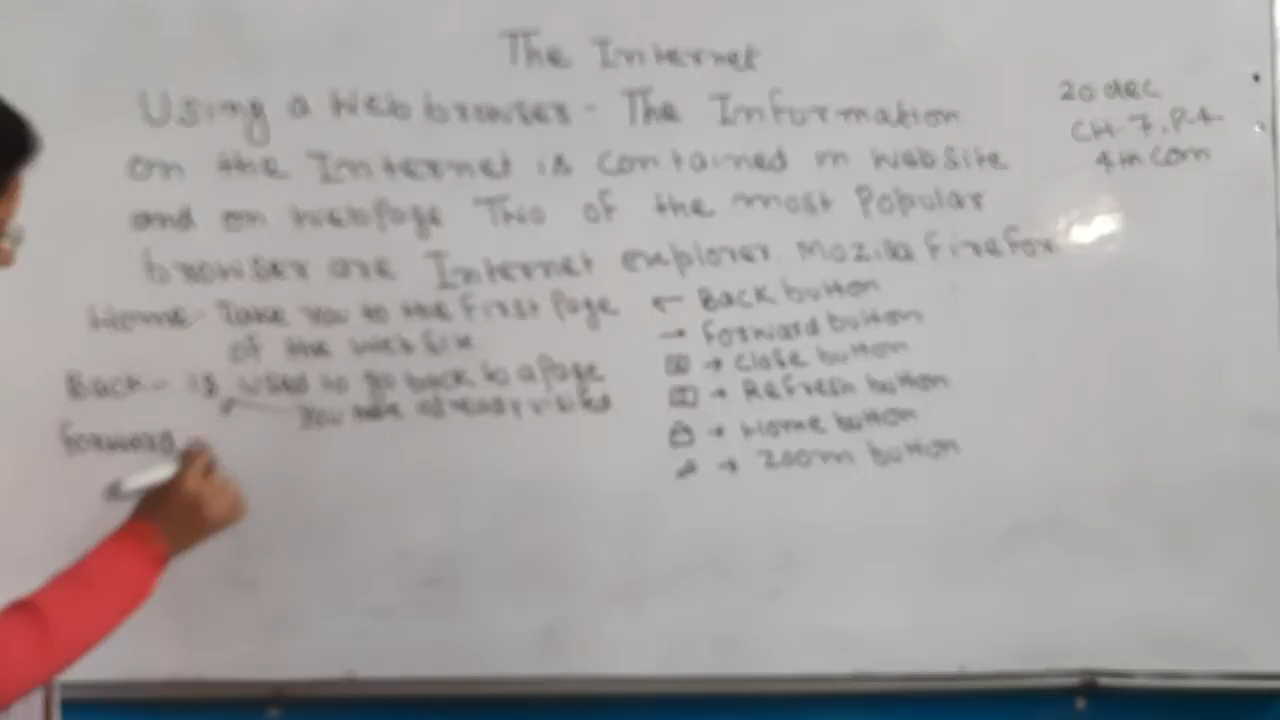 The Internet
20 dec
CH-7, P-1
4th Com
Using a Web browser - The Information
on the Internet is contained in website
and on webpage Two of the most Popular
browser are Internet explorer. Mozila Firefox
Home- Take You to the First Page
of the website
Back - is used to go back to a Page
You have already visited
Forward
← Back button
→ Forward button
→ Close button
→ Refresh button
→ Home button
→ Zoom button